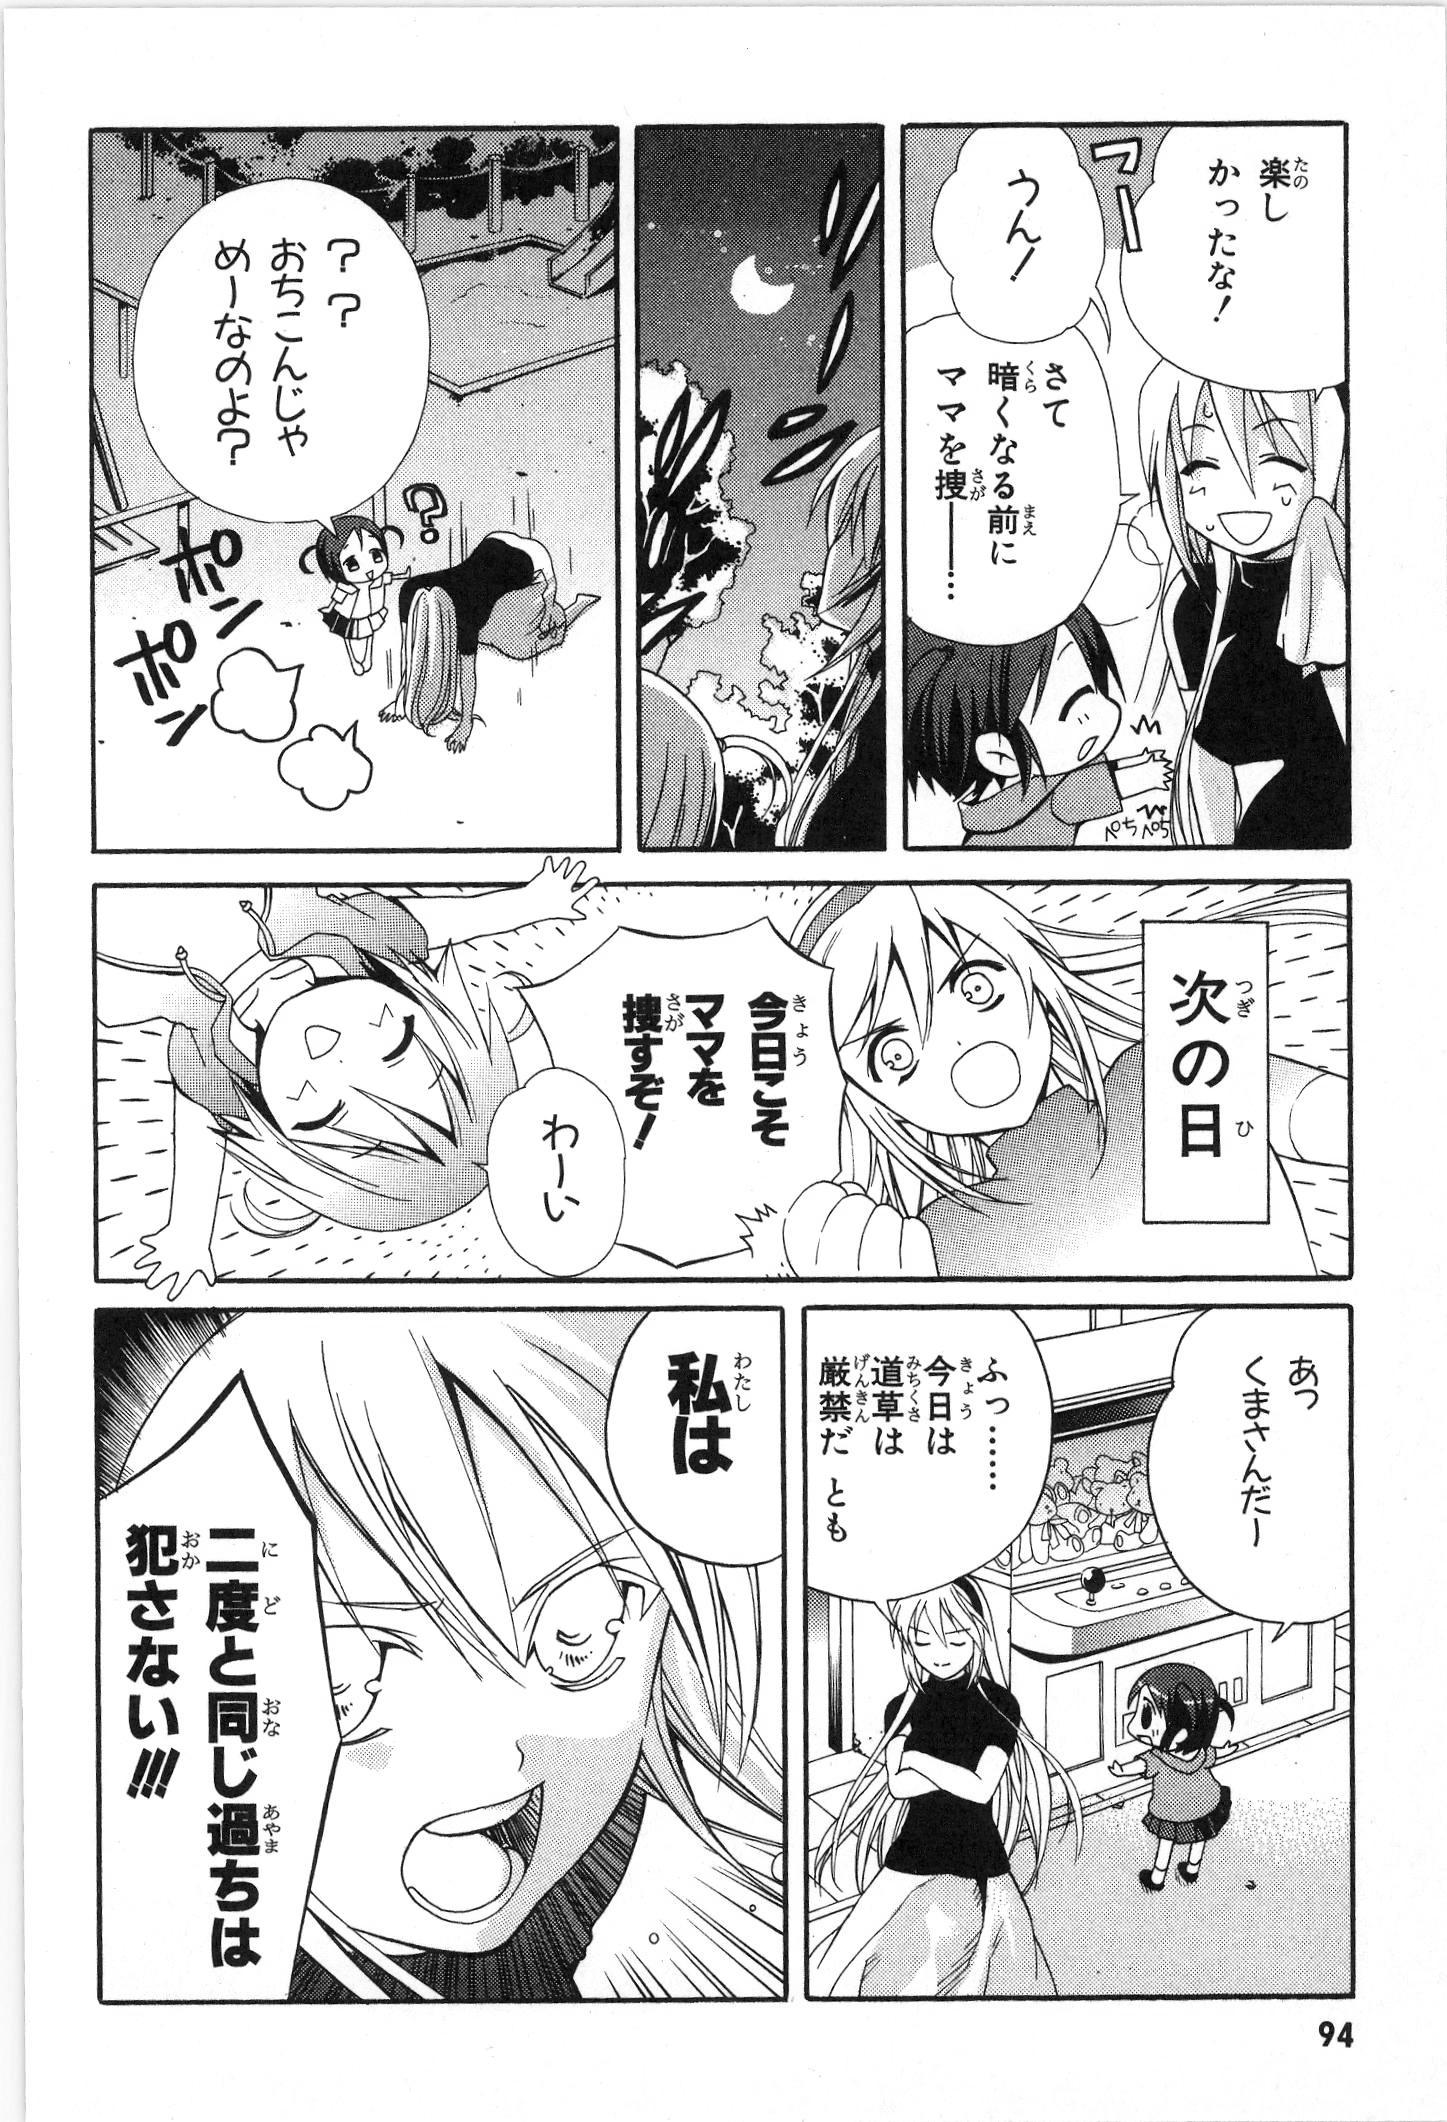 楽し
かったな！
フー
うん！
さて
暗くなる前に
ママを捜――…
ぺちぺち
？？
おちこんじゃ
めーなのよ？
？
ポン
ポン
次の日
今日こそ
ママを
捜すぞ！
わーい
あっ
くまさんだー
ふっ……
今日は
道草は
厳禁だ とも
私は
二度と同じ過ちは
犯さない!!!
94